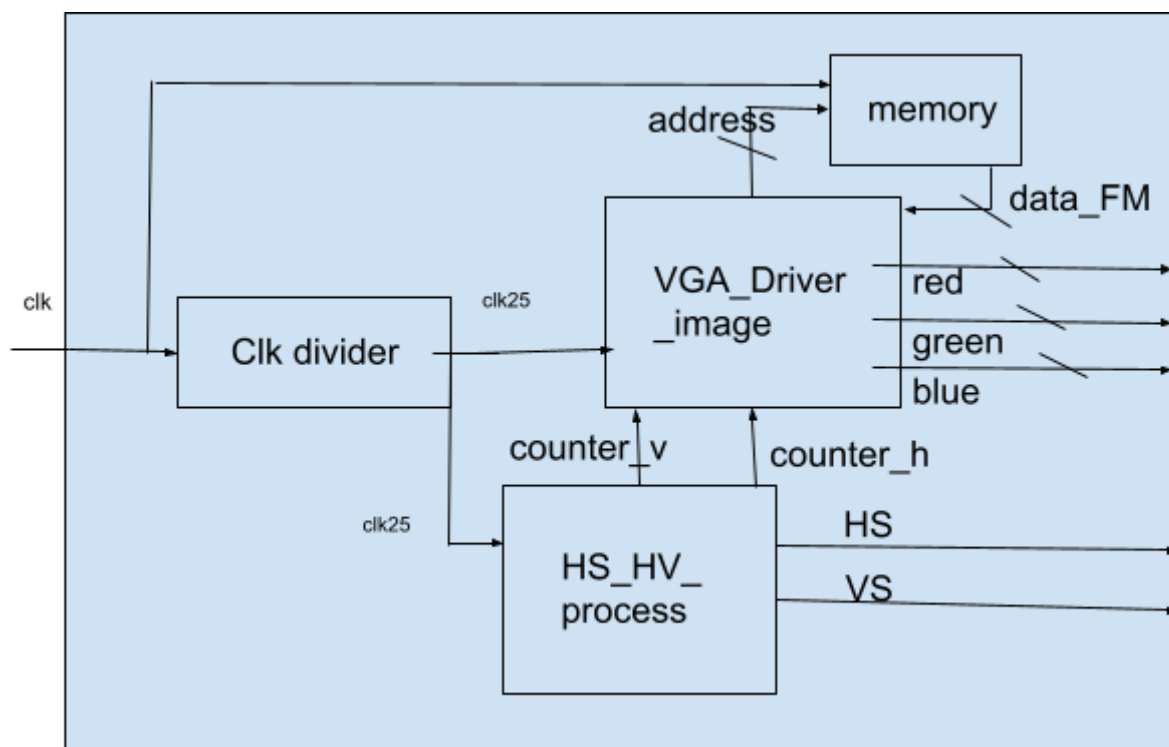 memory
address
data_FM
VGA_Driver
_image
red
clk
clk25
Clk divider
green
blue
counter_v
counter_h
clk25
HS
HS_HV_
process
VS